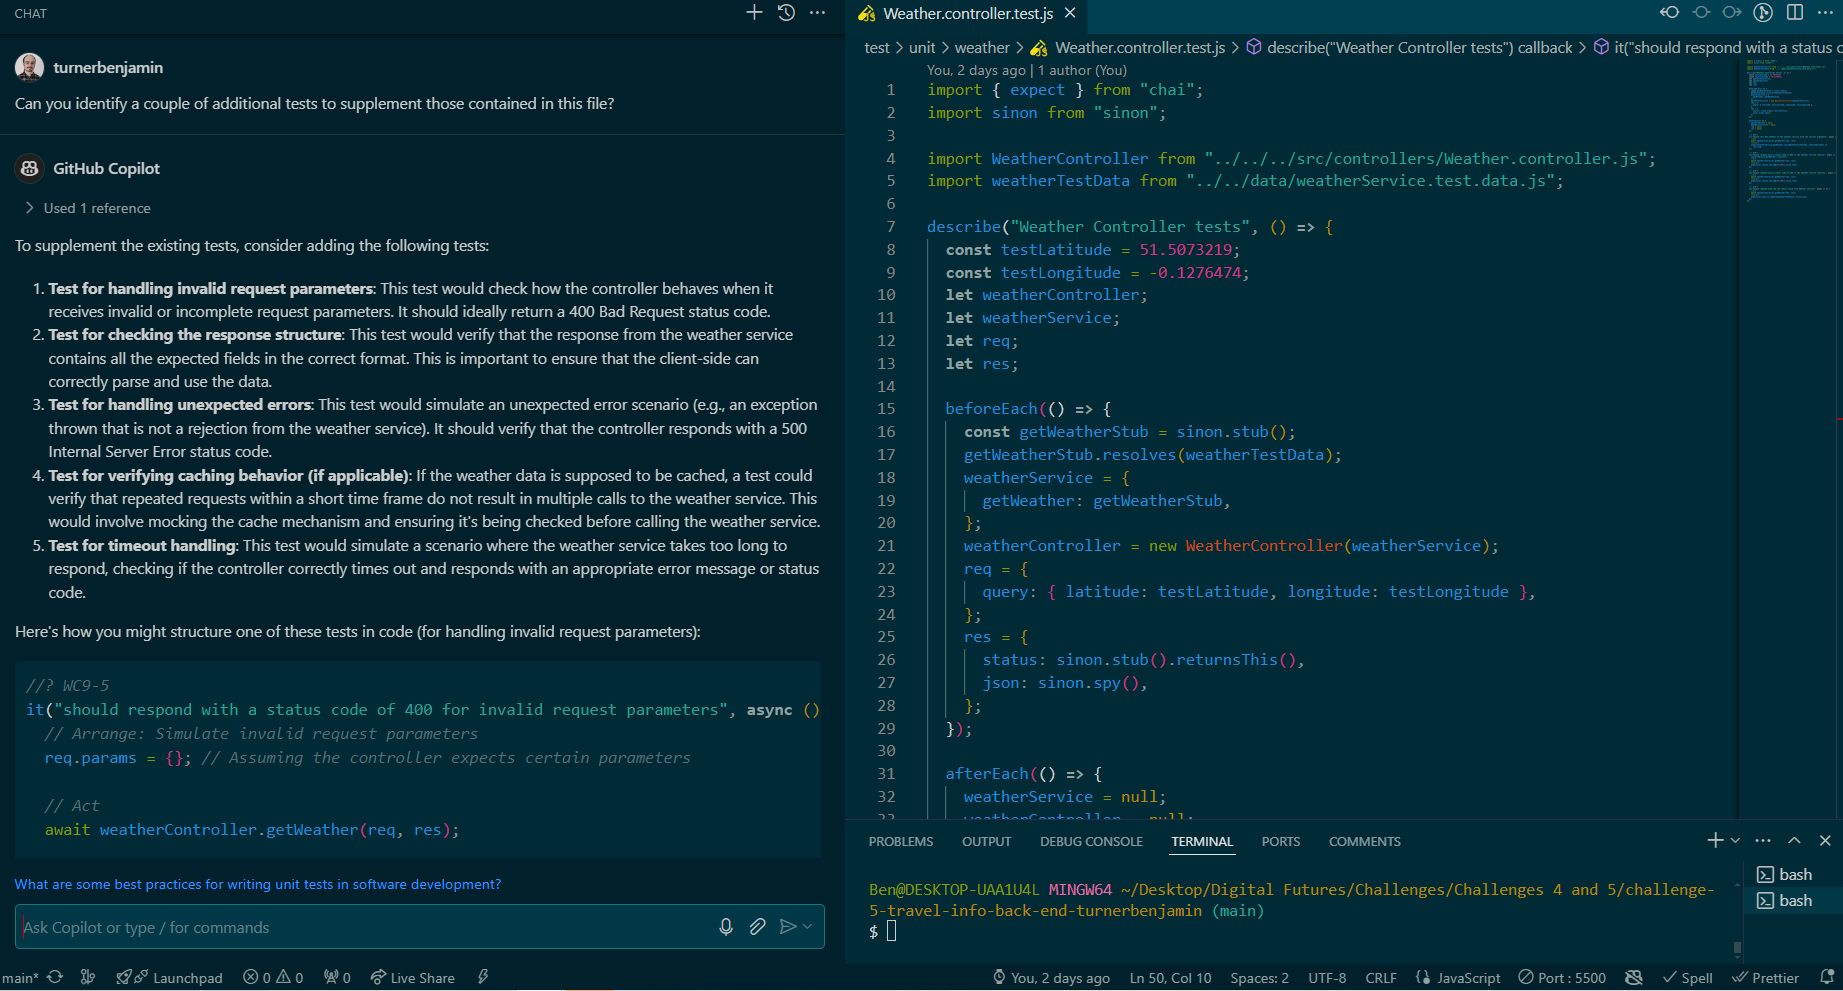 CHAT
turnerbenjamin
Can you identify a couple of additional tests to supplement those contained in this file?
GitHub Copilot
Used 1 reference
To supplement the existing tests, consider adding the following tests:
1. Test for handling invalid request parameters: This test would check how the controller behaves when it
receives invalid or incomplete request parameters. It should ideally return a 400 Bad Request status code.
2. Test for checking the response structure: This test would verify that the response from the weather service
contains all the expected fields in the correct format. This is important to ensure that the client-side can
correctly parse and use the data.
3. Test for handling unexpected errors: This test would simulate an unexpected error scenario (e.g., an exception
thrown that is not a rejection from the weather service). It should verify that the controller responds with a 500
Internal Server Error status code.
4. Test for verifying caching behavior (if applicable): If the weather data is supposed to be cached, a test could
verify that repeated requests within a short time frame do not result in multiple calls to the weather service. This
would involve mocking the cache mechanism and ensuring it's being checked before calling the weather service.
5. Test for timeout handling: This test would simulate a scenario where the weather service takes too long to
respond, checking if the controller correctly times out and responds with an appropriate error message or status
code.
Here's how you might structure one of these tests in code (for handling invalid request parameters):
//? WC9-5
it("should respond with a status code of 400 for invalid request parameters", async ()
// Arrange: Simulate invalid request parameters
req.params = {}; // Assuming the controller expects certain parameters
// Act
await weatherController.getWeather(req, res);
What are some best practices for writing unit tests in software development?
Ask Copilot or type / for commands
Weather.controller.test.js
test > unit > weather > Weather.controller.test.js > describe("Weather Controller tests") callback > it("should respond with a status c
You, 2 days ago | 1 author (You)
1 import { expect } from "chai";
2 import sinon from "sinon";
3
4 import WeatherController from "../../../src/controllers/Weather.controller.js";
5 import weatherTestData from "../../data/weatherService.test.data.js";
6
7 describe("Weather Controller tests", () => {
8 const testLatitude = 51.5073219;
9 const testLongitude = -0.1276474;
10 let weatherController;
11 let weatherService;
12 let req;
13 let res;
14
15 beforeEach(() => {
16 const getWeatherStub = sinon.stub();
17 getWeatherStub.resolves(weatherTestData);
18 weatherService = {
19 getWeather: getWeatherStub,
20 };
21 weatherController = new WeatherController(weatherService);
22 req = {
23 query: { latitude: testLatitude, longitude: testLongitude },
24 };
25 res = {
26 status: sinon.stub().returnsThis(),
27 json: sinon.spy(),
28 };
29 });
30
31 afterEach(() => {
32 weatherService = null;
33 weatherController = null;
PROBLEMS OUTPUT DEBUG CONSOLE TERMINAL PORTS COMMENTS
Ben@DESKTOP-UAA1U4L MINGW64 ~/Desktop/Digital Futures/Challenges/Challenges 4 and 5/challenge-
5-travel-info-back-end-turnerbenjamin (main)
$
bash
bash
main* Launchpad 0 0 0 Live Share You, 2 days ago Ln 50, Col 10 Spaces: 2 UTF-8 CRLF JavaScript Port : 5500 Spell Prettier